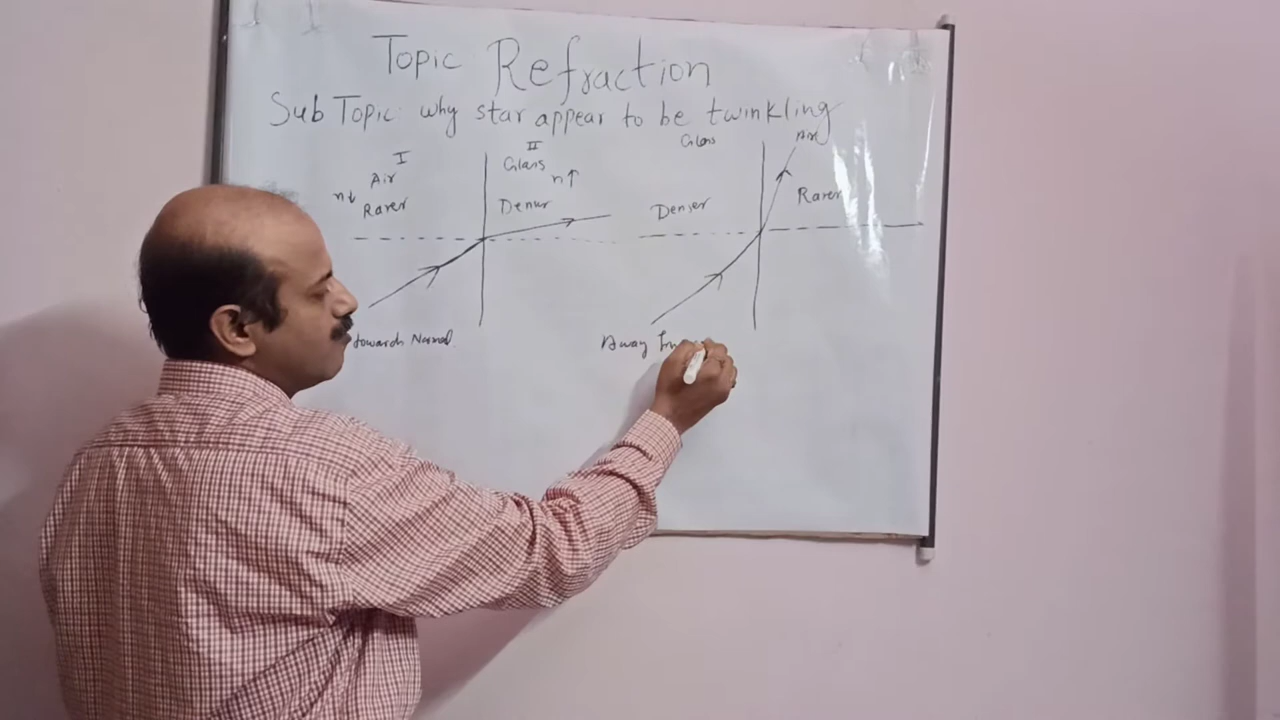 Topic Refraction
Sub Topic: why star appear to be twinkling
I
Air
n↓ Rarer
II
Glass
n↑
Denser
Glass
Denser
Air
Rarer
towards Normal.
Away